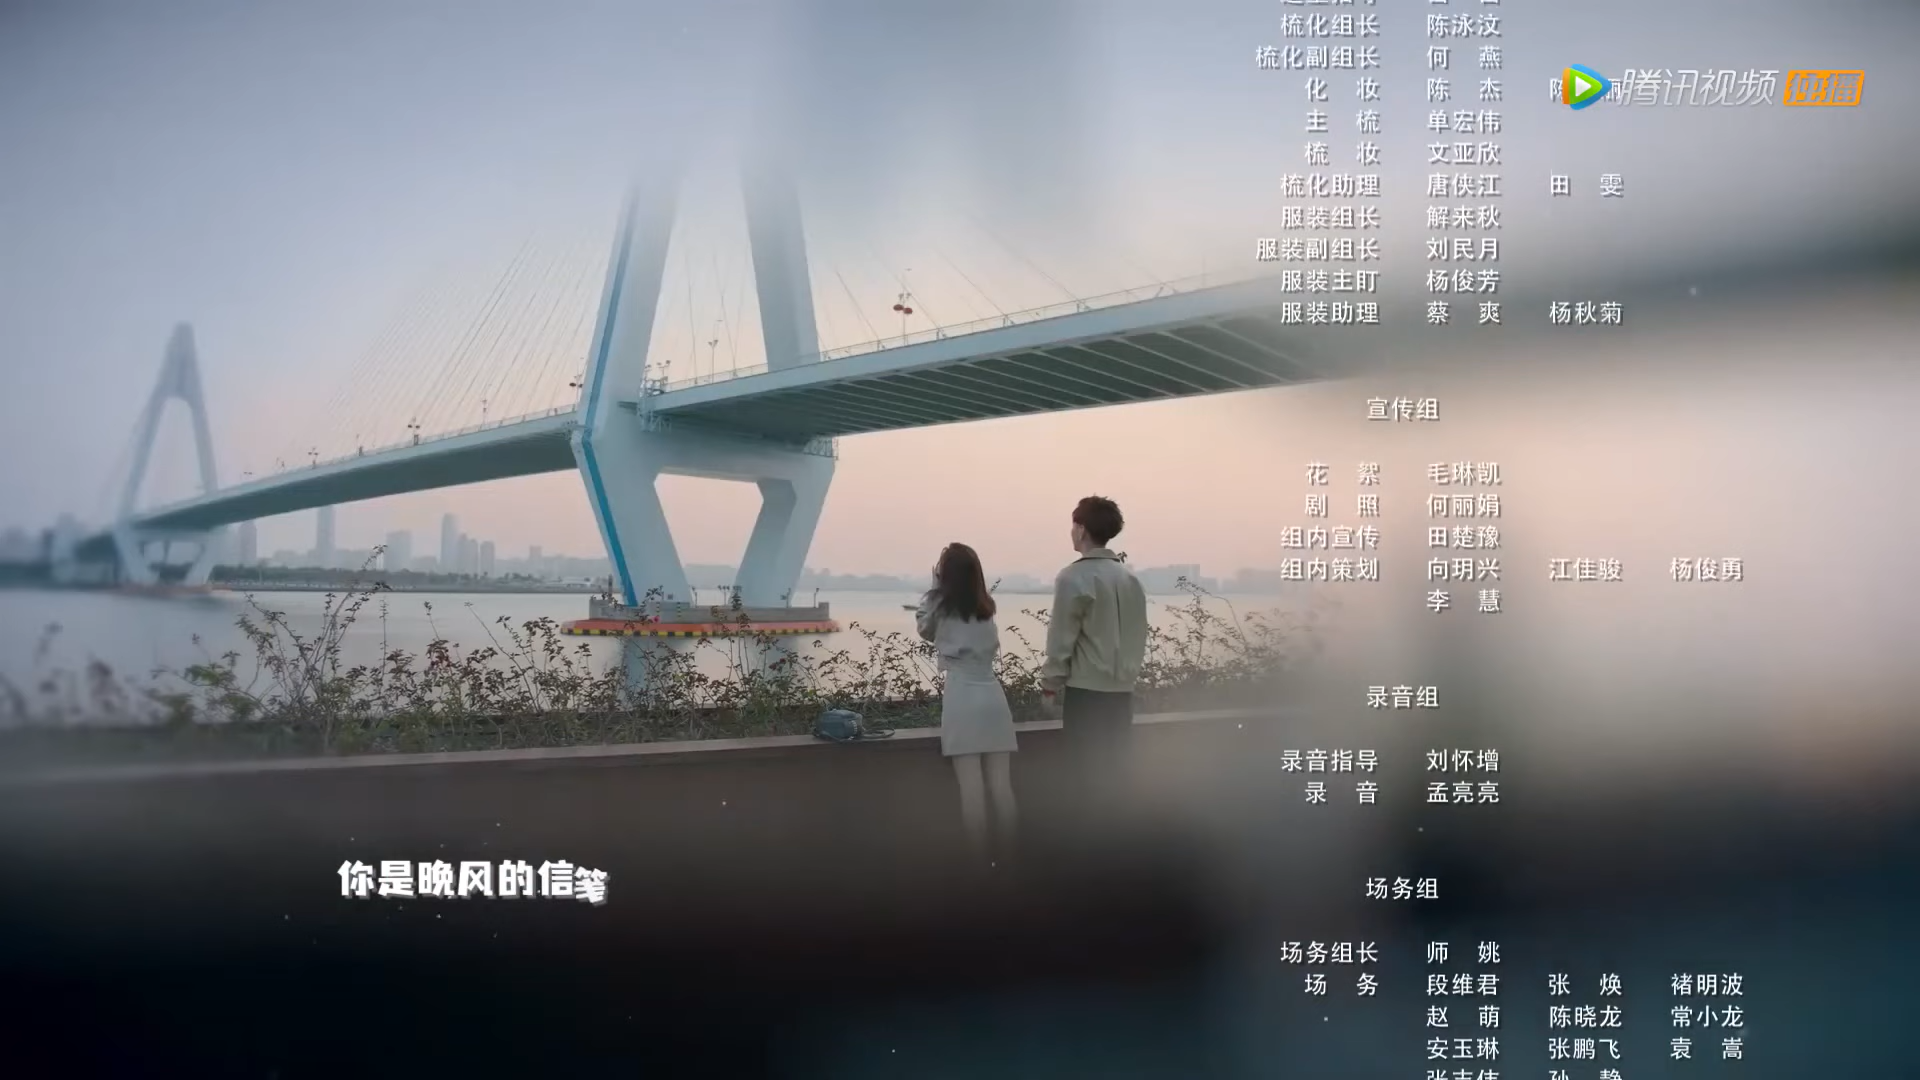 梳化组长 陈泳汶
梳化副组长 何 燕
化 妆 陈 杰
腾讯视频 独播
主 梳 单宏伟
梳 妆 文亚欣
梳化助理 唐侠江 田 雯
服装组长 解来秋
服装副组长 刘民月
服装主盯 杨俊芳
服装助理 蔡 爽 杨秋菊
宣传组
花 絮 毛琳凯
剧 照 何丽娟
组内宣传 田楚豫
组内策划 向玥兴 江佳骏 杨俊勇
李 慧
录音组
录音指导 刘怀增
录 音 孟亮亮
你是晚风的信笔
场务组
场务组长 师 姚
场 务 段维君 张 焕 褚明波
赵 萌 陈晓龙 常小龙
安玉琳 张鹏飞 袁 嵩